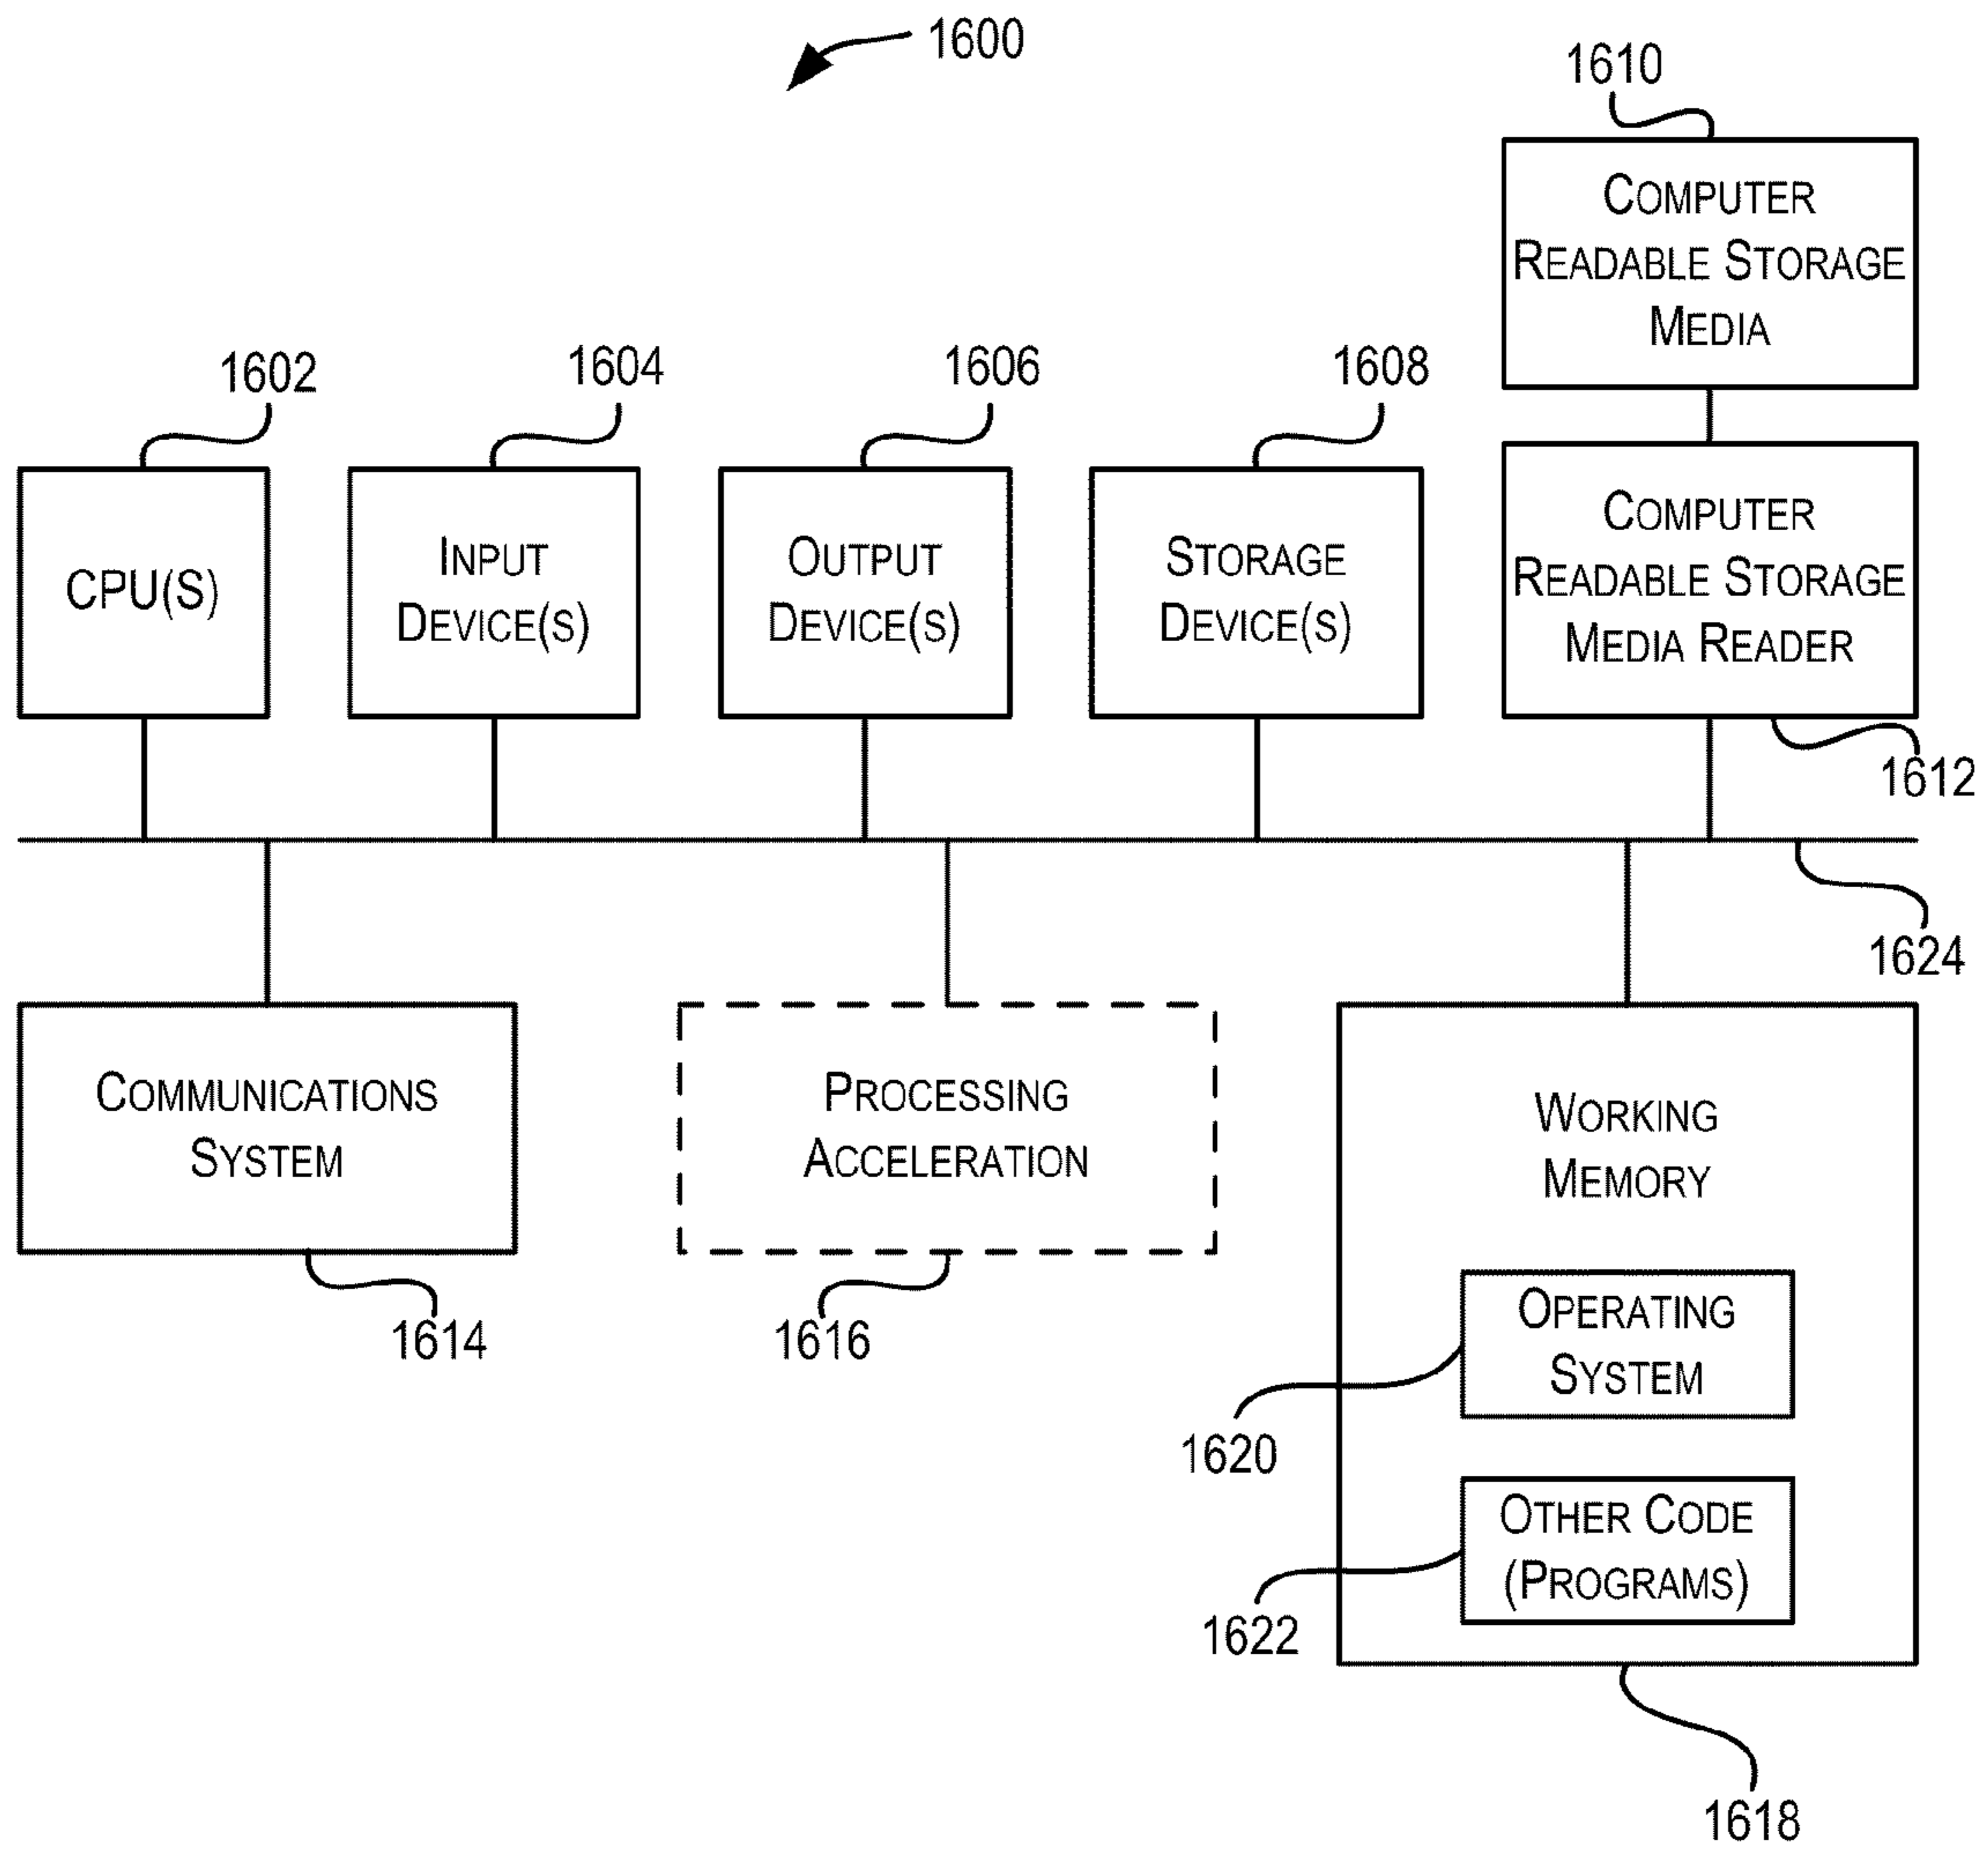 1600
1610
COMPUTER
READABLE STORAGE
MEDIA
1602
1604
1606
1608
CPU(S)
INPUT
DEVICE(S)
OUTPUT
DEVICE(S)
STORAGE
DEVICE(S)
COMPUTER
READABLE STORAGE
MEDIA READER
1612
1624
COMMUNICATIONS
SYSTEM
1614
PROCESSING
ACCELERATION
1616
WORKING
MEMORY
OPERATING
SYSTEM
1620
OTHER CODE
(PROGRAMS)
1622
1618